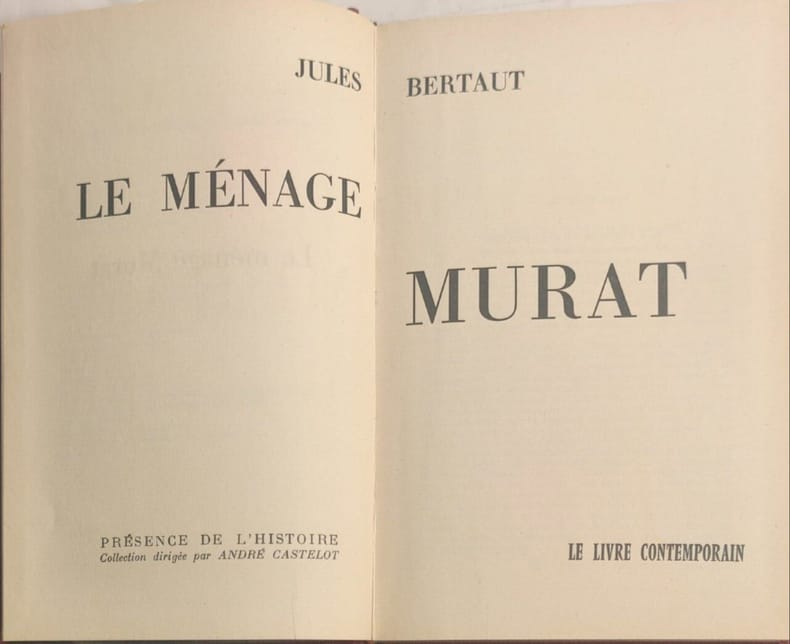 JULES BERTAUT
LE MÉNAGE
MURAT
PRÉSENCE DE L'HISTOIRE
Collection dirigée par ANDRÉ CASTELOT
LE LIVRE CONTEMPORAIN